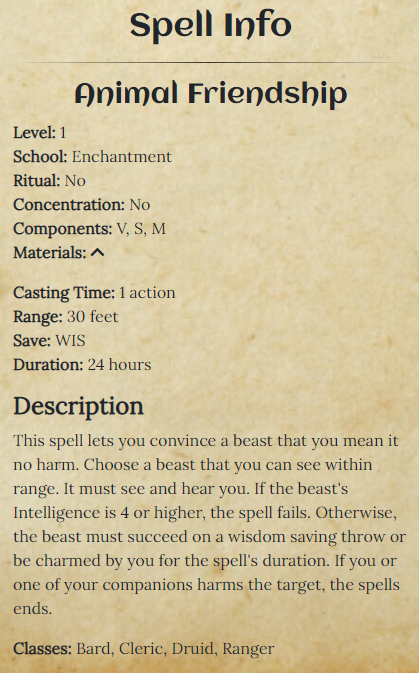 Spell Info
Animal Friendship
Level: 1
School: Enchantment
Ritual: No
Concentration: No
Components: V, S, M
Materials:
Casting Time: 1 action
Range: 30 feet
Save: WIS
Duration: 24 hours
Description
This spell lets you convince a beast that you mean it
no harm. Choose a beast that you can see within
range. It must see and hear you. If the beast's
Intelligence is 4 or higher, the spell fails. Otherwise,
the beast must succeed on a wisdom saving throw or
be charmed by you for the spell's duration. If you or
one of your companions harms the target, the spells
ends.
Classes: Bard, Cleric, Druid, Ranger